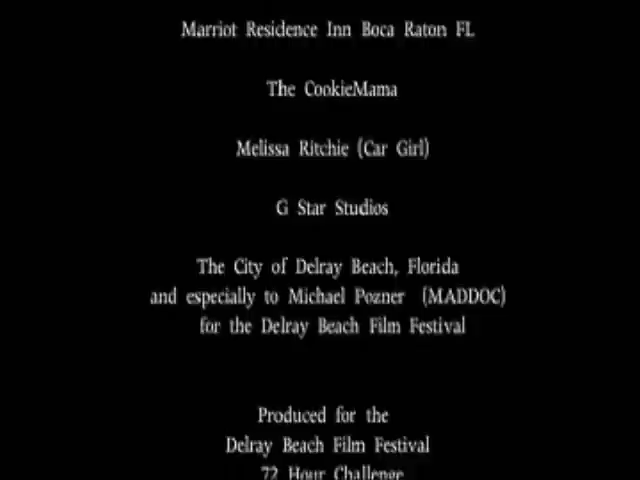 Marriot Residence Inn Boca Raton FL
The CookieMama
Melissa Ritchie (Car Girl)
G Star Studios
The City of Delray Beach, Florida
and especially to Michael Pozner (MADDOC)
for the Delray Beach Film Festival
Produced for the
Delray Beach Film Festival
72 Hour Challenge